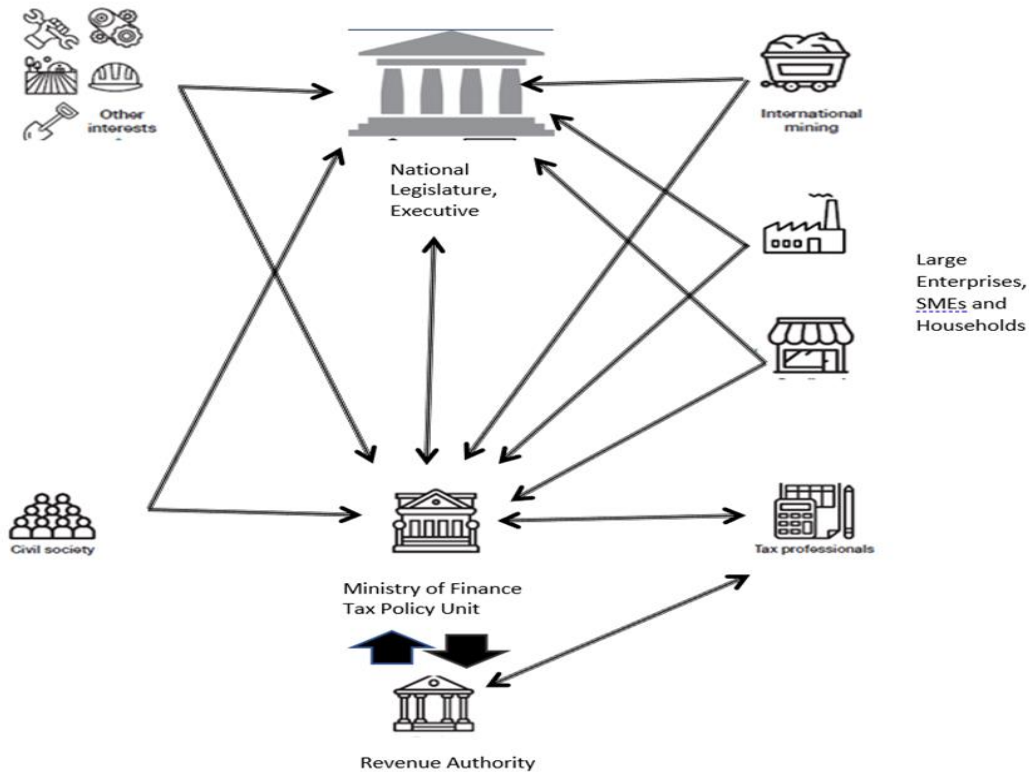 Other
interests
National
Legislature,
Executive
International
mining
Large
Enterprises,
SMEs and
Households
Civil society
Tax professionals
Ministry of Finance
Tax Policy Unit
Revenue Authority